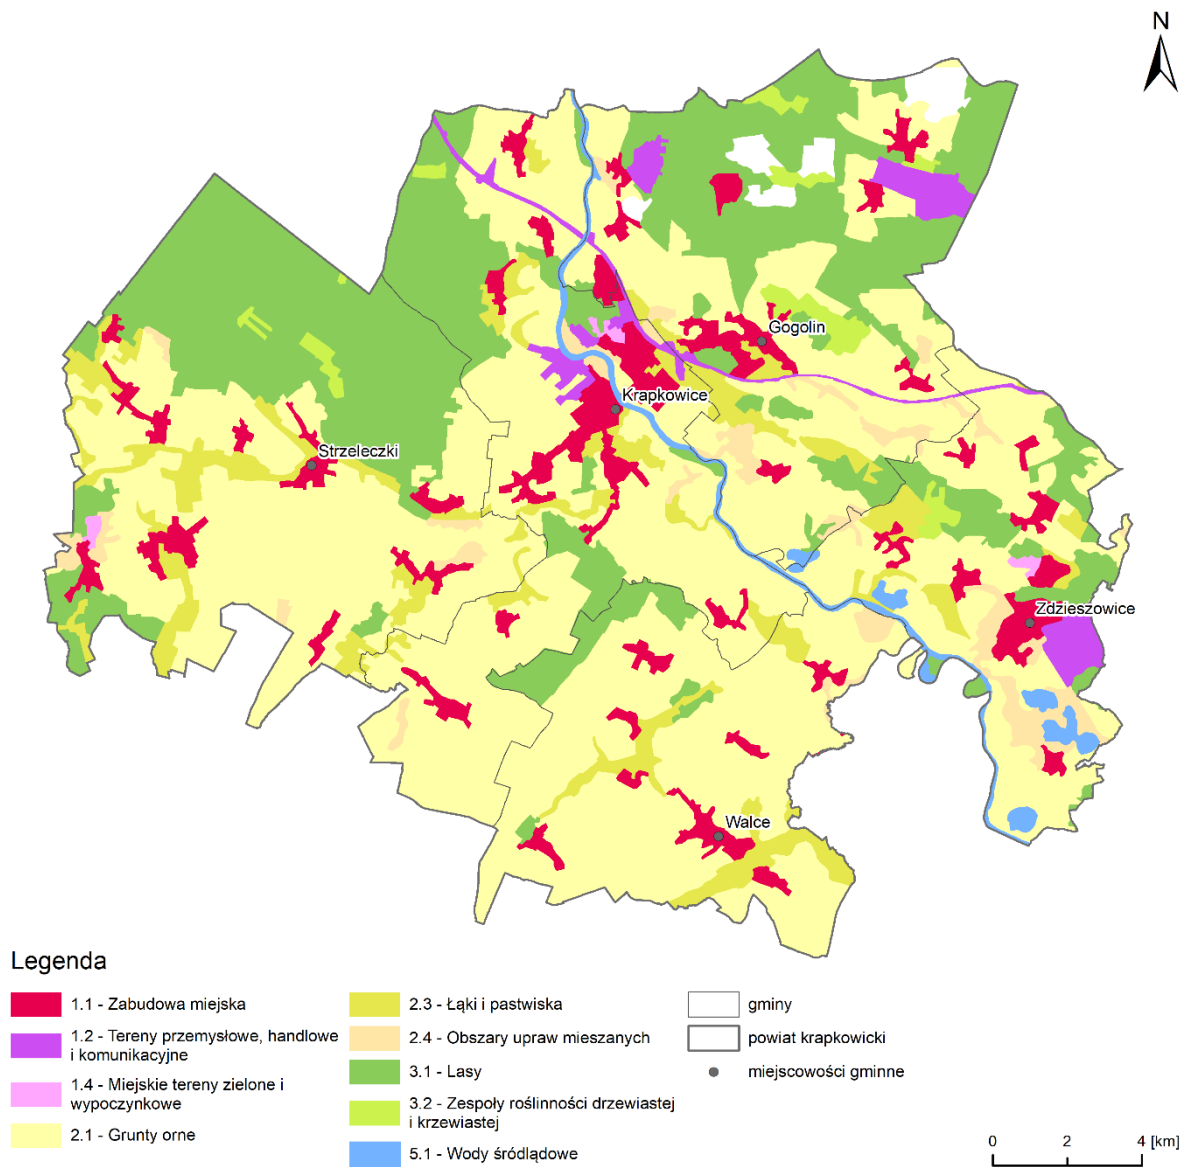 N
Gogolin
Krapkowice
Strzeleczki
Zdzieszowice
Walce
Legenda
1.1 - Zabudowa miejska
1.2 - Tereny przemysłowe, handlowe
i komunikacyjne
1.4 - Miejskie tereny zielone i
wypoczynkowe
2.1 - Grunty orne
2.3 - Łąki i pastwiska
2.4 - Obszary upraw mieszanych
3.1 - Lasy
3.2 - Zespoły roślinności drzewiastej
i krzewiastej
5.1 - Wody śródlądowe
gminy
powiat krapkowicki
miejscowości gminne
0 2 4 [km]